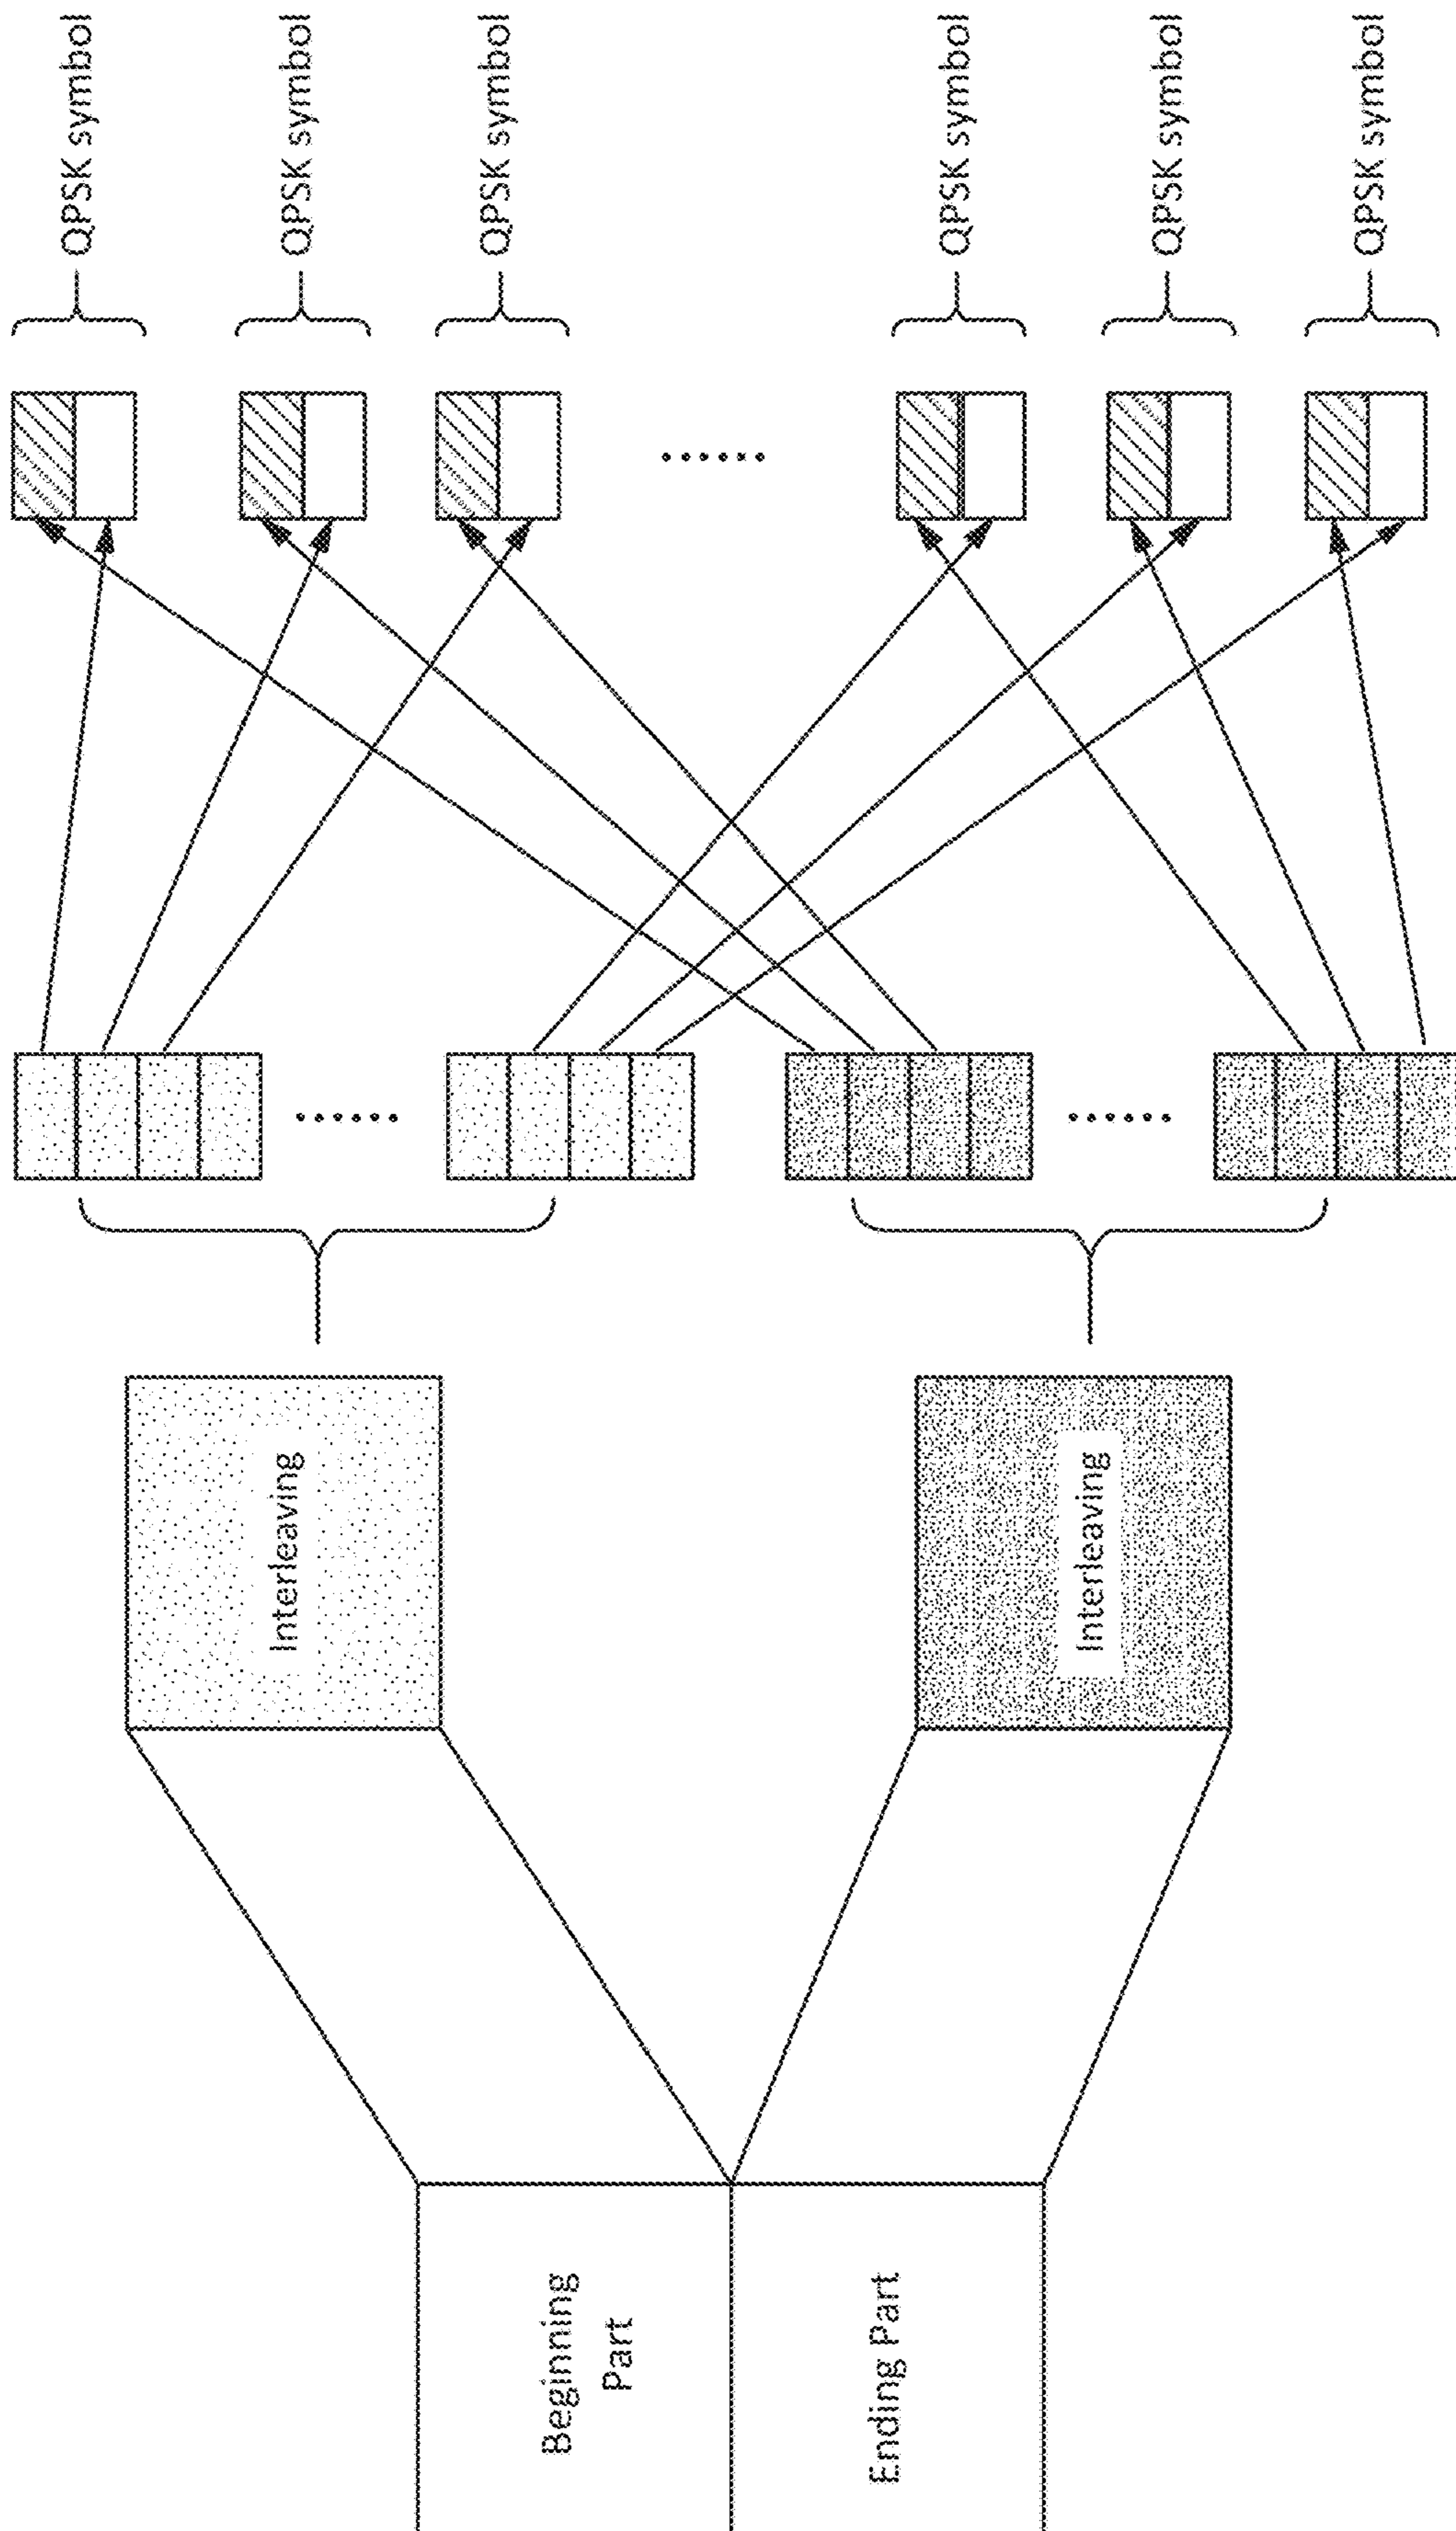 Beginning
Part
Ending Part
Interleaving
Interleaving
QPSK symbol
QPSK symbol
QPSK symbol
QPSK symbol
QPSK symbol
QPSK symbol